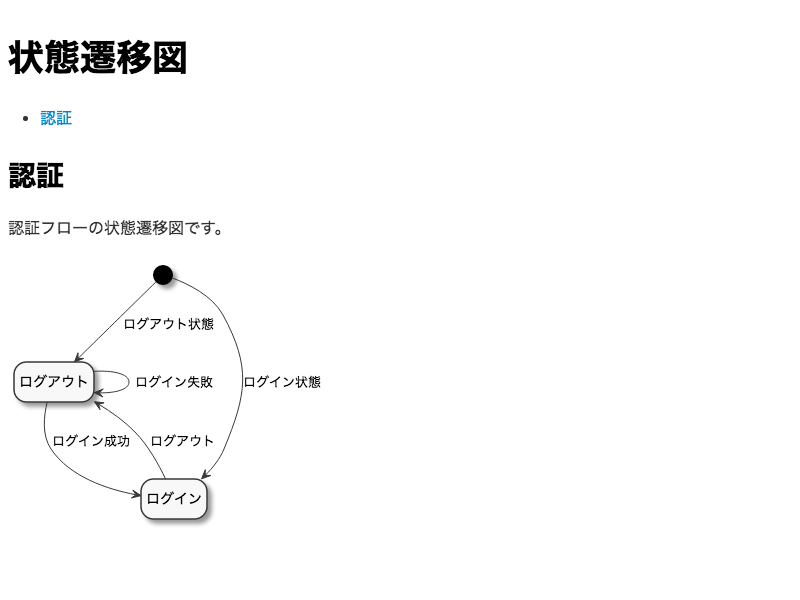 状態遷移図
認証
認証
認証フローの状態遷移図です。
ログアウト状態
ログアウト
ログイン失敗
ログイン状態
ログイン成功
ログアウト
ログイン